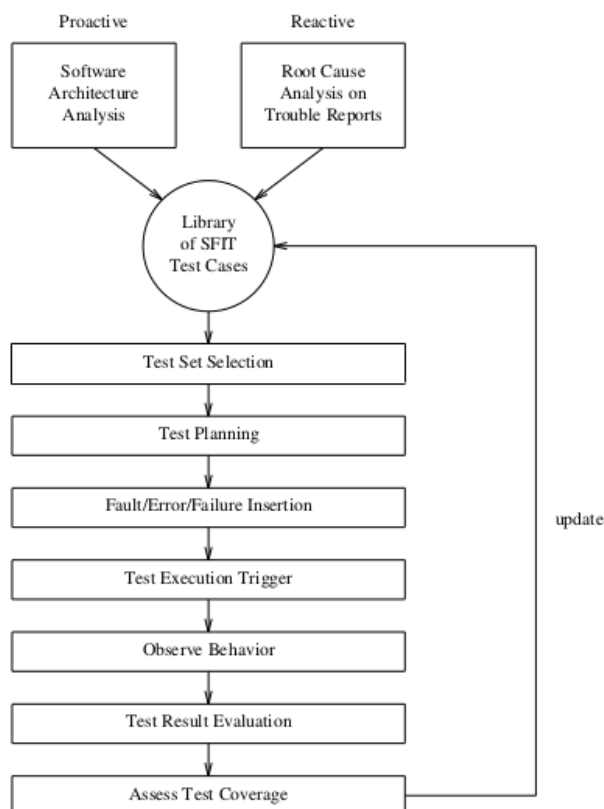 Proactive
Reactive
Software
Architecture
Analysis
Root Cause
Analysis on
Trouble Reports
Library
of SFIT
Test Cases
Test Set Selection
Test Planning
Fault/Error/Failure Insertion
update
Test Execution Trigger
Observe Behavior
Test Result Evaluation
Assess Test Coverage